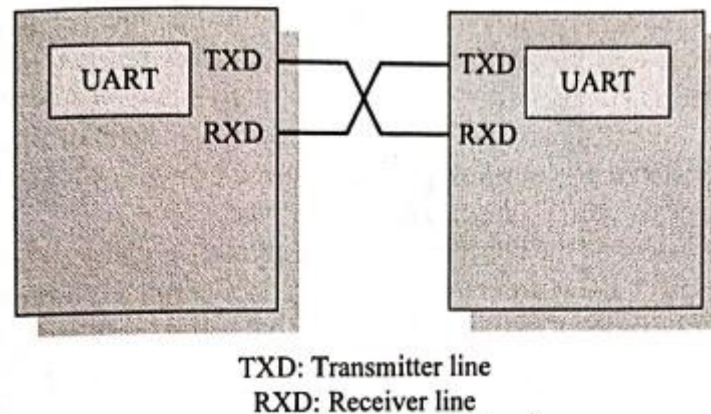 UART TXD TXD UART
RXD RXD
TXD: Transmitter line
RXD: Receiver line